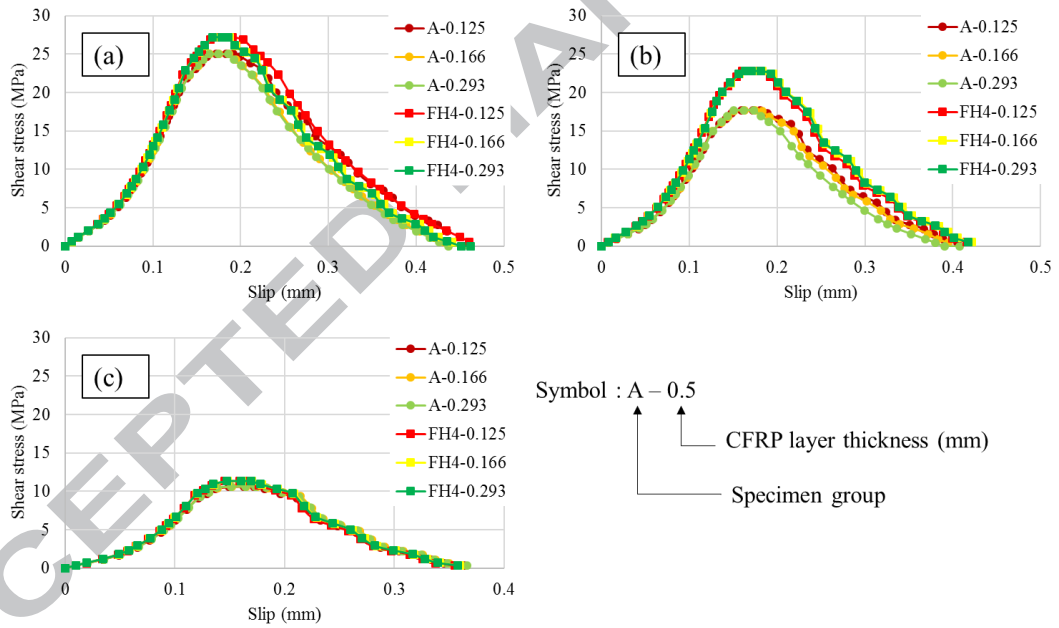 30
25
20
15
10
5
0
Shear stress (MPa)
(a)
A-0.125
A-0.166
A-0.293
FH4-0.125
FH4-0.166
FH4-0.293
0 0.1 0.2 0.3 0.4 0.5
Slip (mm)
30
25
20
15
10
5
0
Shear stress (MPa)
(b)
A-0.125
A-0.166
A-0.293
FH4-0.125
FH4-0.166
FH4-0.293
0 0.1 0.2 0.3 0.4 0.5
Slip (mm)
30
25
20
15
10
5
0
Shear stress (MPa)
(c)
A-0.125
A-0.166
A-0.293
FH4-0.125
FH4-0.166
FH4-0.293
0 0.1 0.2 0.3 0.4
Slip (mm)
Symbol : A – 0.5
CFRP layer thickness (mm)
Specimen group
CEPTED MA